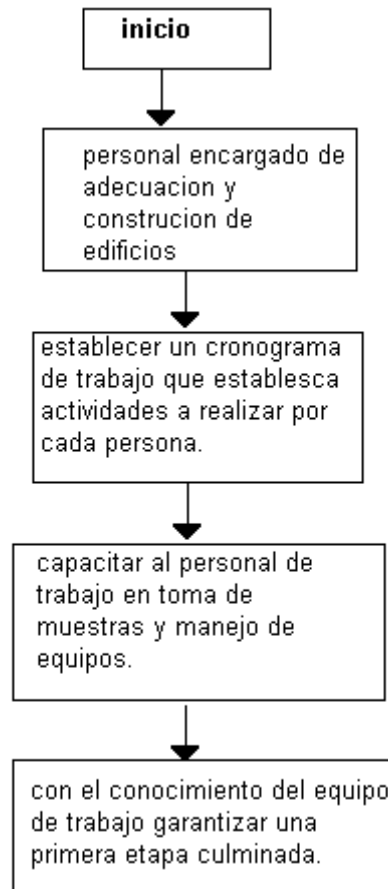 inicio
personal encargado de
adecuacion y
construcion de
edificios
establecer un cronograma
de trabajo que establesca
actividades a realizar por
cada persona.
capacitar al personal de
trabajo en toma de
muestras y manejo de
equipos.
con el conocimiento del equipo
de trabajo garantizar una
primera etapa culminada.